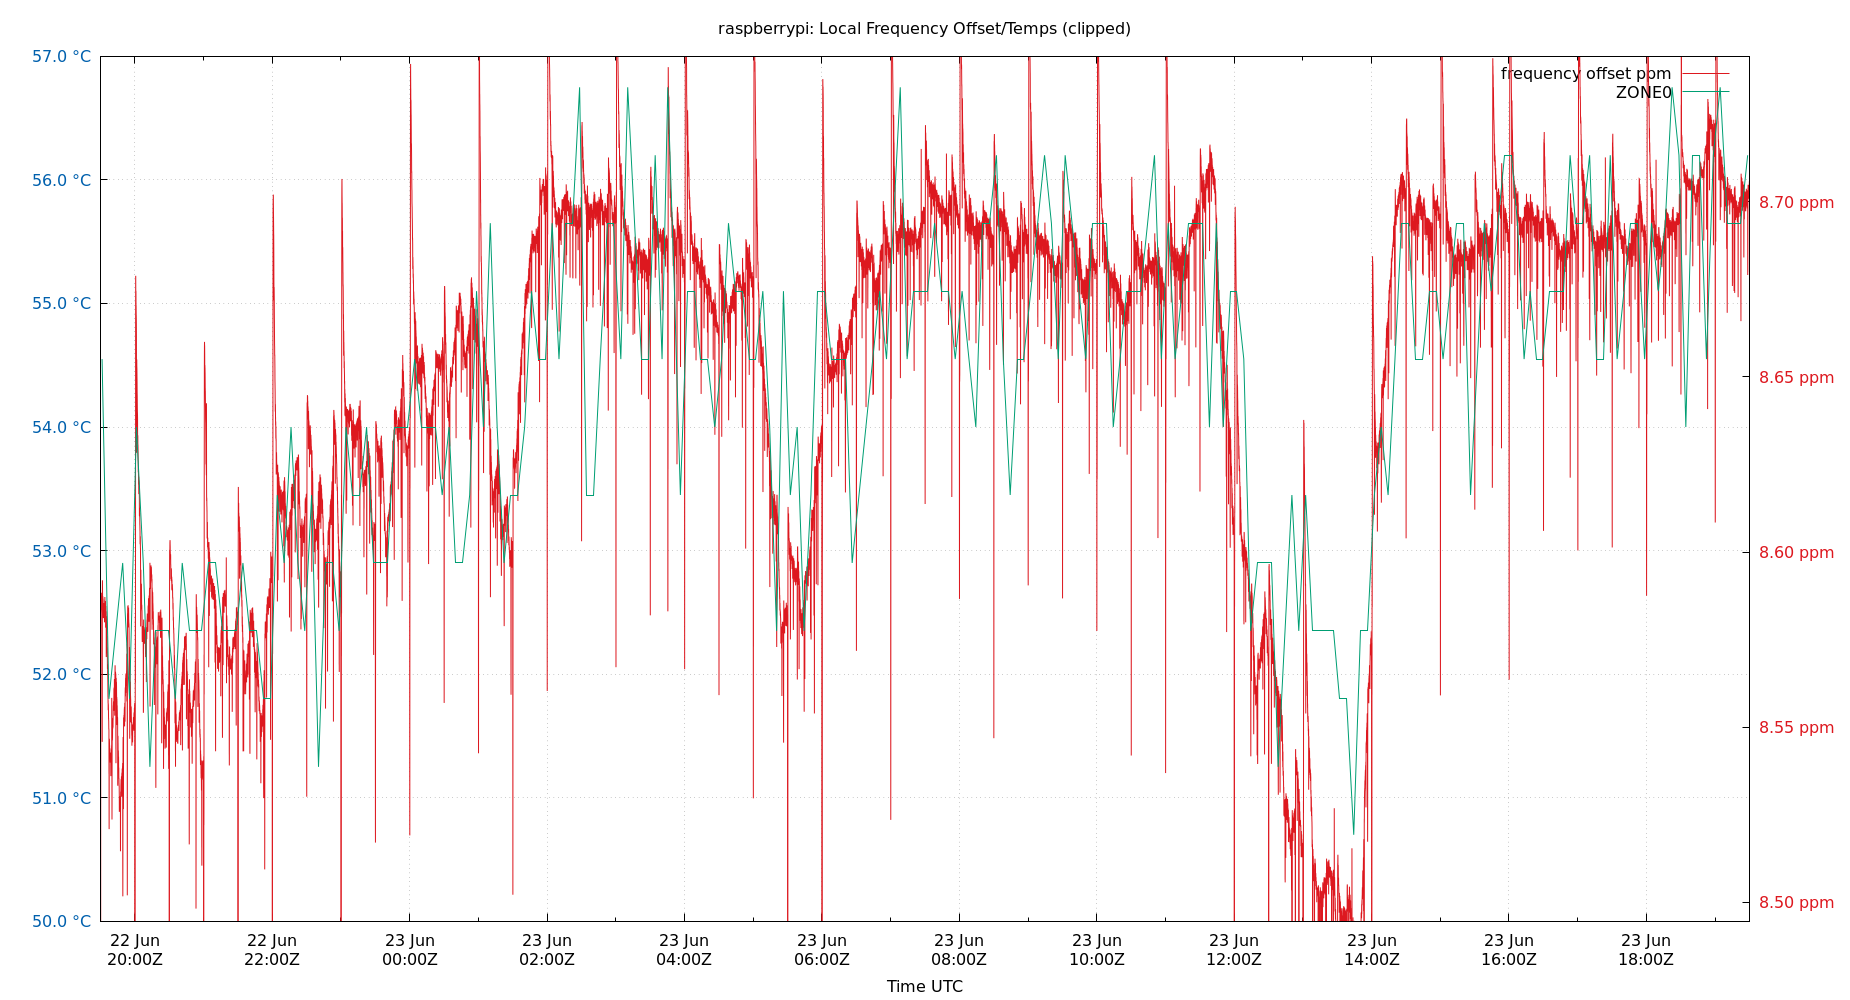 raspberrypi: Local Frequency Offset/Temps (clipped)
57.0 °C
56.0 °C
55.0 °C
54.0 °C
53.0 °C
52.0 °C
51.0 °C
50.0 °C
frequency offset ppm
ZONE0
8.70 ppm
8.65 ppm
8.60 ppm
8.55 ppm
8.50 ppm
22 Jun
20:00Z
22 Jun
22:00Z
23 Jun
00:00Z
23 Jun
02:00Z
23 Jun
04:00Z
23 Jun
06:00Z
23 Jun
08:00Z
23 Jun
10:00Z
23 Jun
12:00Z
23 Jun
14:00Z
23 Jun
16:00Z
23 Jun
18:00Z
Time UTC